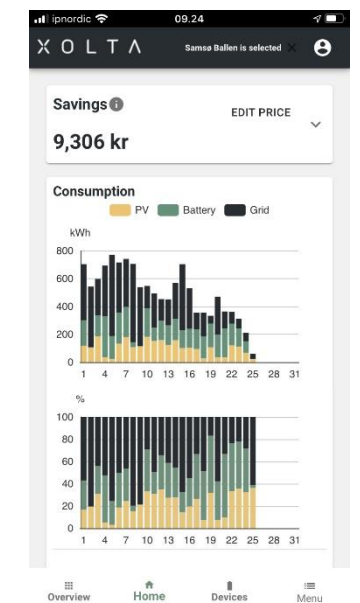 ipnordic 09.24
XOLTA Samsø Ballen is selected ×
Savings i EDIT PRICE
9,306 kr
Consumption
PV Battery Grid
kWh
800
600
400
200
0
1 4 7 10 13 16 19 22 25 28 31
%
100
80
60
40
20
0
1 4 7 10 13 16 19 22 25 28 31
Overview Home Devices Menu